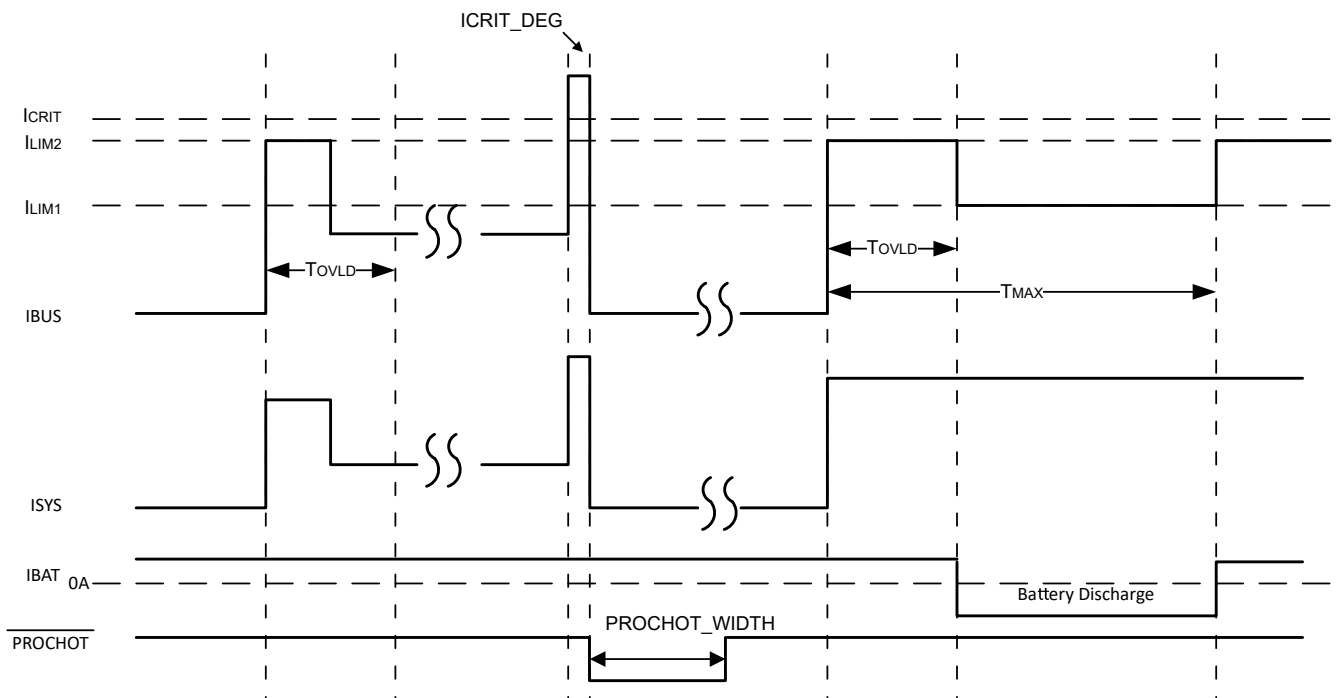 ICRIT_DEG
ICRIT
ILIM2
ILIM1
TOVLD
TOVLD
TMAX
IBUS
ISYS
IBAT 0A
Battery Discharge
PROCHOT
PROCHOT_WIDTH